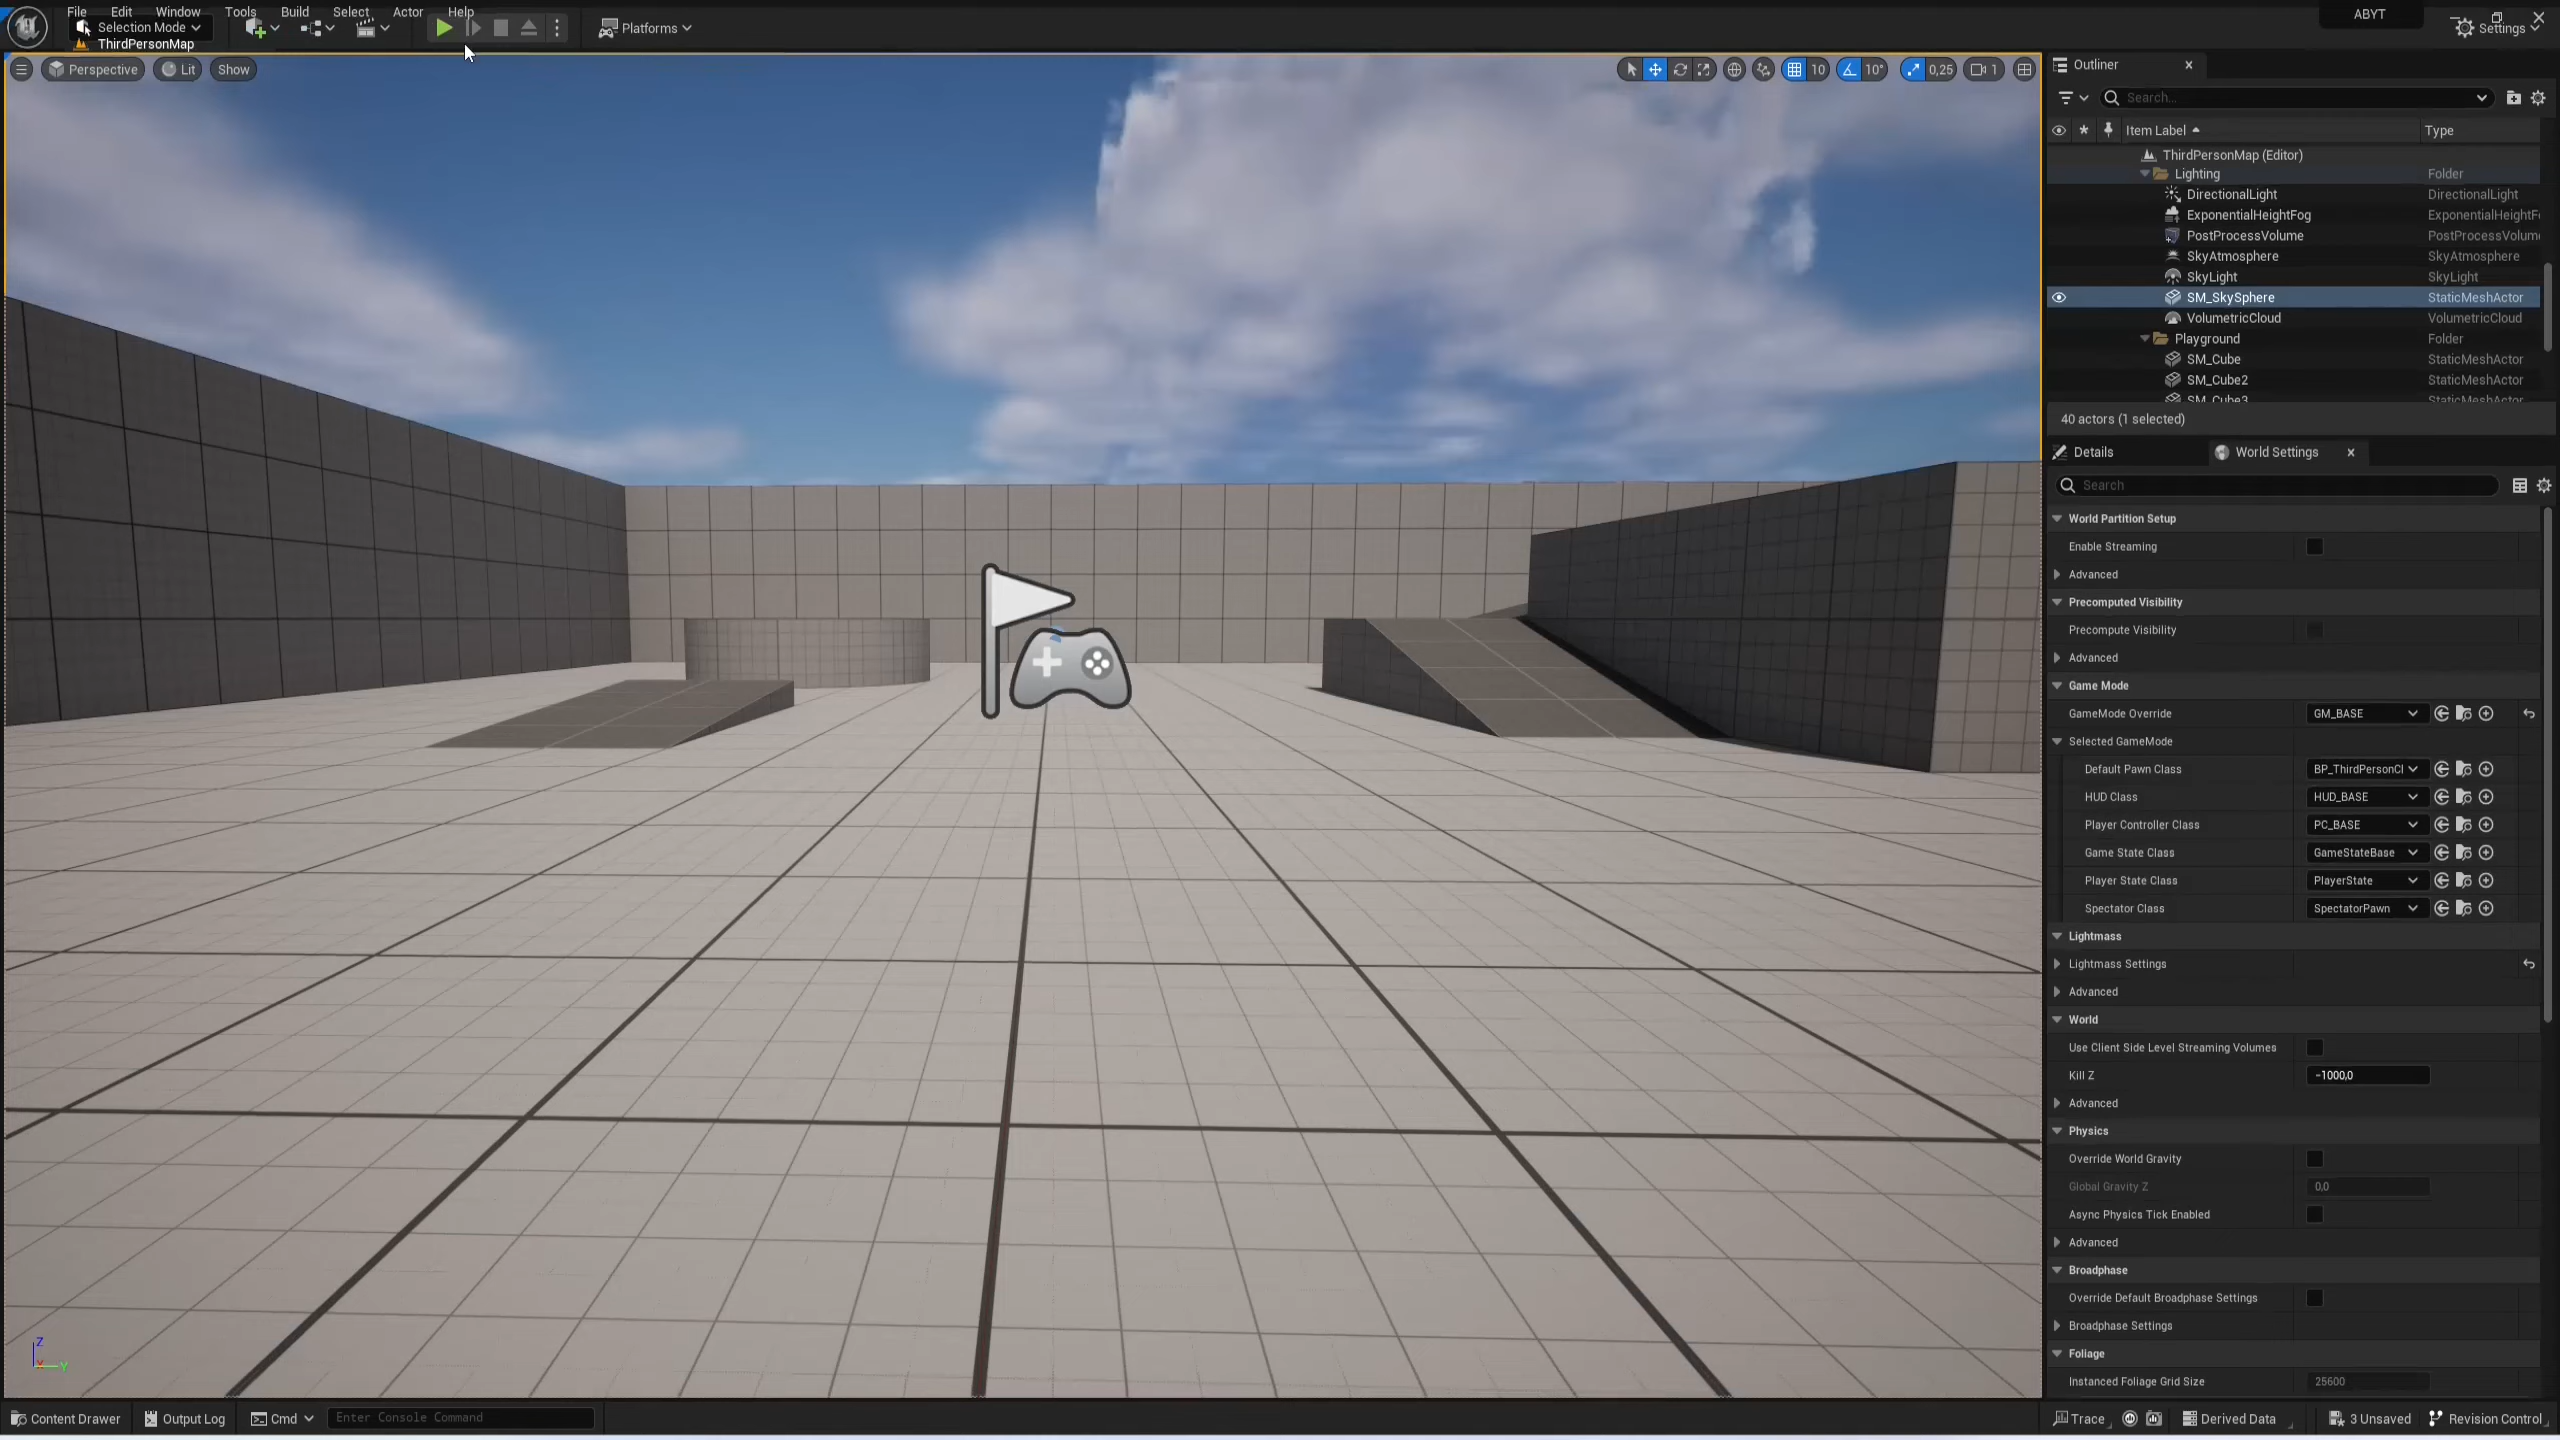 File Edit Window Tools Build Select Actor Help
ABYT
Selection Mode
Platforms
Settings
ThirdPersonMap
Perspective
Lit
Show
10
10°
0,25
1
Outliner
Search...
Item Label
Type
ThirdPersonMap (Editor)
Lighting Folder
DirectionalLight DirectionalLight
ExponentialHeightFog ExponentialHeightF
PostProcessVolume PostProcessVolum
SkyAtmosphere SkyAtmosphere
SkyLight SkyLight
SM_SkySphere StaticMeshActor
VolumetricCloud VolumetricCloud
Playground Folder
SM_Cube StaticMeshActor
SM_Cube2 StaticMeshActor
SM_Cube3 StaticMeshActor
40 actors (1 selected)
Details
World Settings
Search
World Partition Setup
Enable Streaming
Advanced
Precomputed Visibility
Precompute Visibility
Advanced
Game Mode
GameMode Override GM_BASE
Selected GameMode
Default Pawn Class BP_ThirdPersonCl
HUD Class HUD_BASE
Player Controller Class PC_BASE
Game State Class GameStateBase
Player State Class PlayerState
Spectator Class SpectatorPawn
Lightmass
Lightmass Settings
Advanced
World
Use Client Side Level Streaming Volumes
Kill Z -1000,0
Advanced
Physics
Override World Gravity
Global Gravity Z 0,0
Async Physics Tick Enabled
Advanced
Broadphase
Override Default Broadphase Settings
Broadphase Settings
Foliage
Instanced Foliage Grid Size 25600
Z
X
Y
Content Drawer
Output Log
Cmd
Enter Console Command
Trace
Derived Data
3 Unsaved
Revision Control